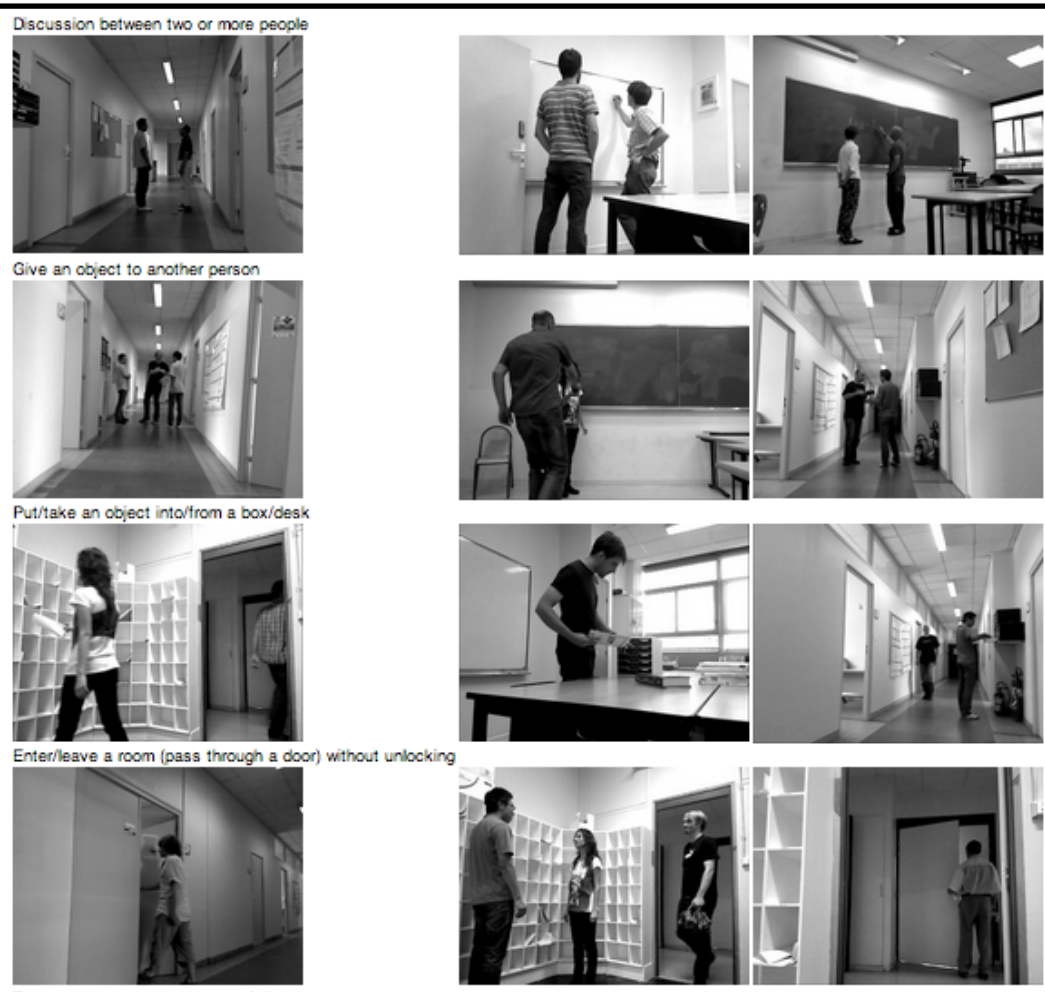 Discussion between two or more people
Give an object to another person
Put/take an object into/from a box/desk
Enter/leave a room (pass through a door) without unlocking